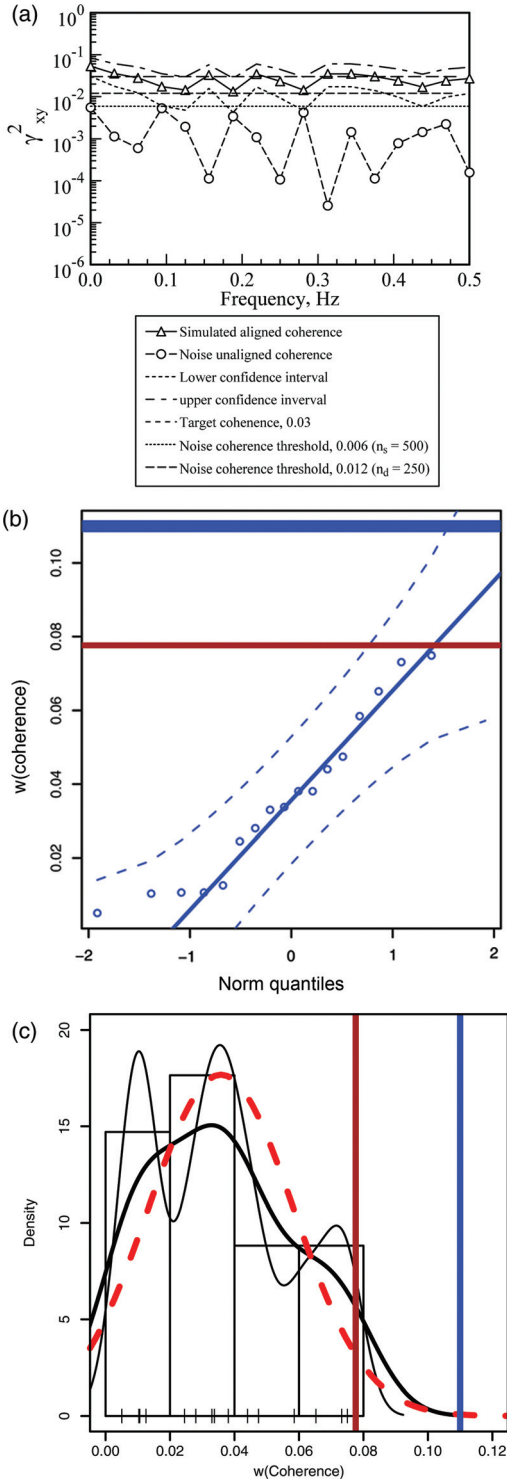 (a)
10^0
10^-1
10^-2
10^-3
10^-4
10^-5
10^-6
γ^2_xy
0.0 0.1 0.2 0.3 0.4 0.5
Frequency, Hz
Simulated aligned coherence
Noise unaligned coherence
Lower confidence interval
upper confidence inverval
Target cohenence, 0.03
Noise coherence threshold, 0.006 (n_s = 500)
Noise coherence threshold, 0.012 (n_d = 250)
(b)
w(coherence)
0.10
0.08
0.06
0.04
0.02
-2 -1 0 1 2
Norm quantiles
(c)
Density
20
15
10
5
0
0.00 0.02 0.04 0.06 0.08 0.10 0.12
w(Coherence)